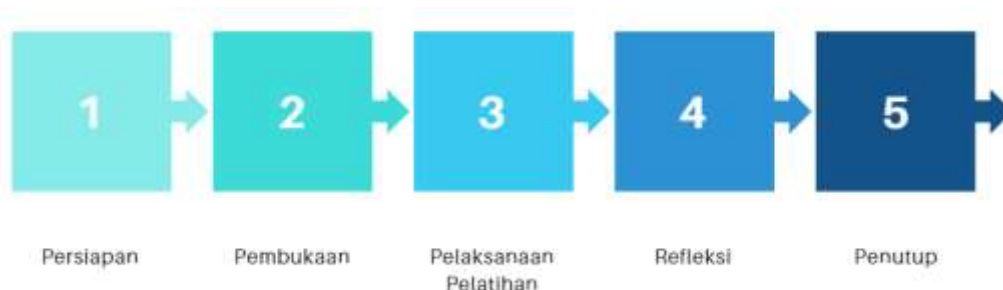 1
2
3
4
5
Persiapan
Pembukaan
Pelaksanaan
Pelatihan
Refleksi
Penutup